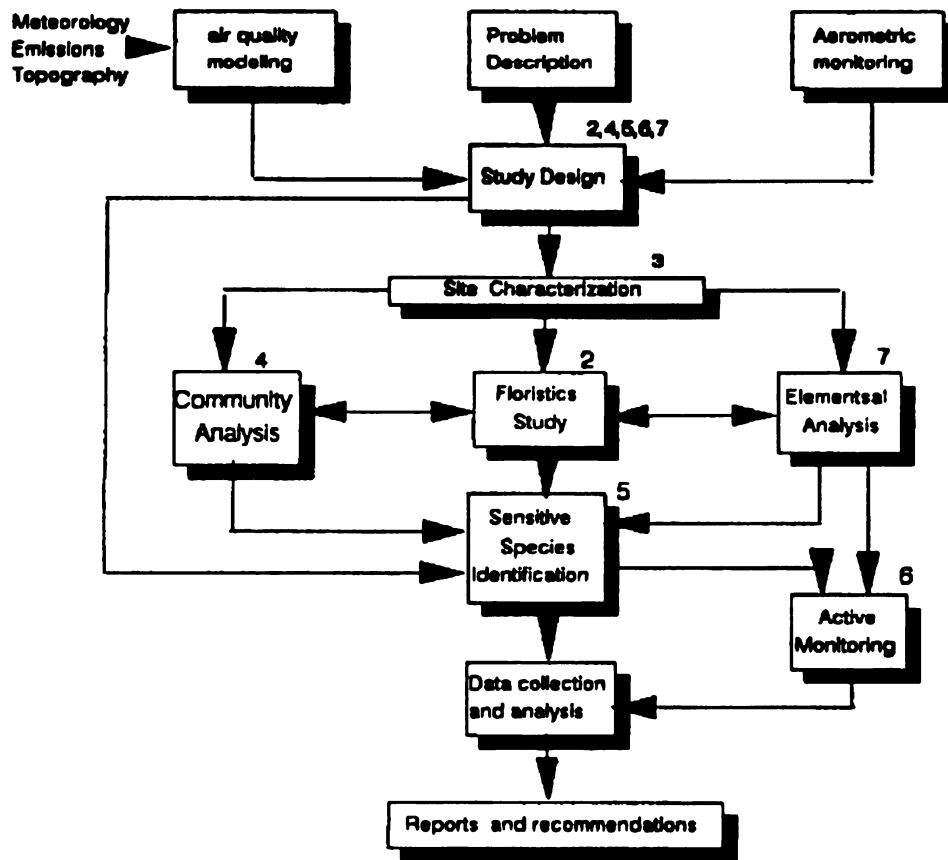 Meteorology
Emissions
Topography
air quality
modeling
Problem
Description
Aerometric
monitoring
2,4,5,6,7
Study Design
3
Site Characterization
4
Community
Analysis
2
Floristics
Study
7
Elementsal
Analysis
5
Sensitive
Species
Identification
6
Active
Monitoring
Data collection
and analysis
Reports and recommendations